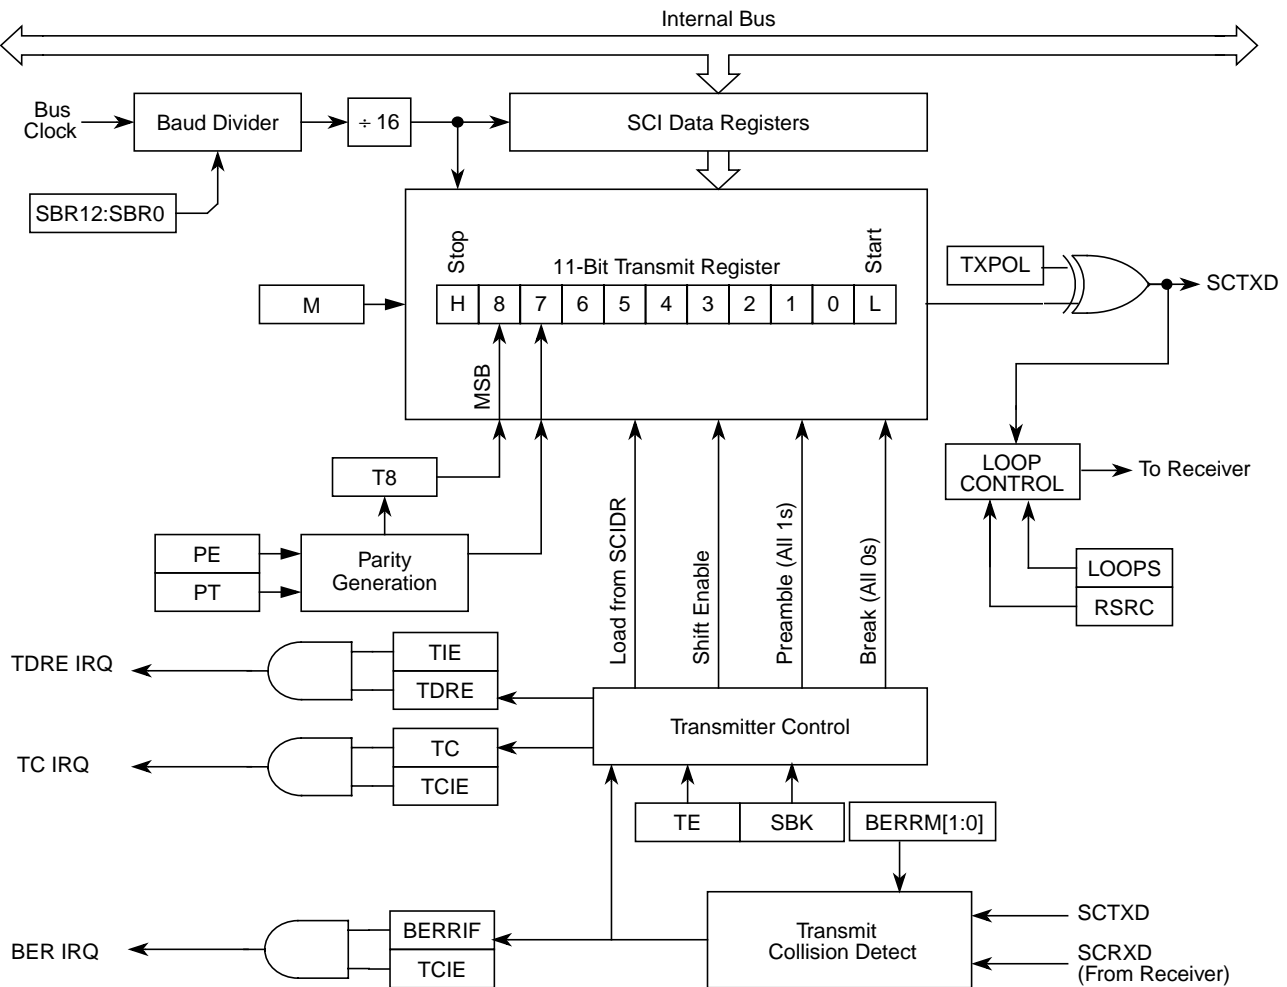 Internal Bus
Bus
Clock
Baud Divider
÷ 16
SCI Data Registers
SBR12:SBR0
Stop
11-Bit Transmit Register
Start
TXPOL
SCTXD
M
H 8 7 6 5 4 3 2 1 0 L
MSB
T8
LOOP
CONTROL
To Receiver
PE
PT
Parity
Generation
Load from SCIDR
Shift Enable
Preamble (All 1s)
Break (All 0s)
LOOPS
RSRC
TDRE IRQ
TIE
TDRE
Transmitter Control
TC IRQ
TC
TCIE
TE
SBK
BERRM[1:0]
BER IRQ
BERRIF
TCIE
Transmit
Collision Detect
SCTXD
SCRXD
(From Receiver)